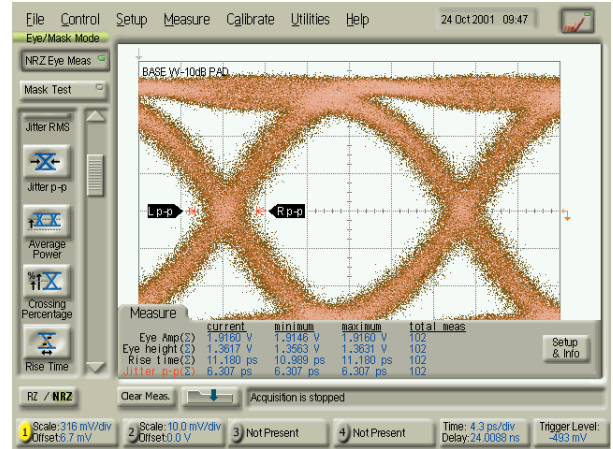 File Control Setup Measure Calibrate Utilities Help 24 Oct 2001 09:47
Eye/Mask Mode
NRZ Eye Meas
Mask Test
Jitter RMS
Jitter p-p
Average
Power
Crossing
Percentage
Rise Time
BASE W-10dB PAD
L p-p
R p-p
Measure
current minimum maximum total meas
Eye Amp(Σ) 1.9160 V 1.9146 V 1.9160 V 102
Eye height(Σ) 1.3617 V 1.3563 V 1.3631 V 102
Rise time(Σ) 11.180 ps 10.989 ps 11.180 ps 102
Jitter p-p(Σ) 6.307 ps 6.307 ps 6.307 ps 102
Setup
& Info
RZ / NRZ
Clear Meas.
Acquisition is stopped
1 Scale:316 mV/div
Offset:6.7 mV
2 Scale:10.0 mV/div
Offset:0.0 V
3 Not Present
4 Not Present
Time: 4.3 ps/div
Delay:24.0088 ns
Trigger Level:
-493 mV